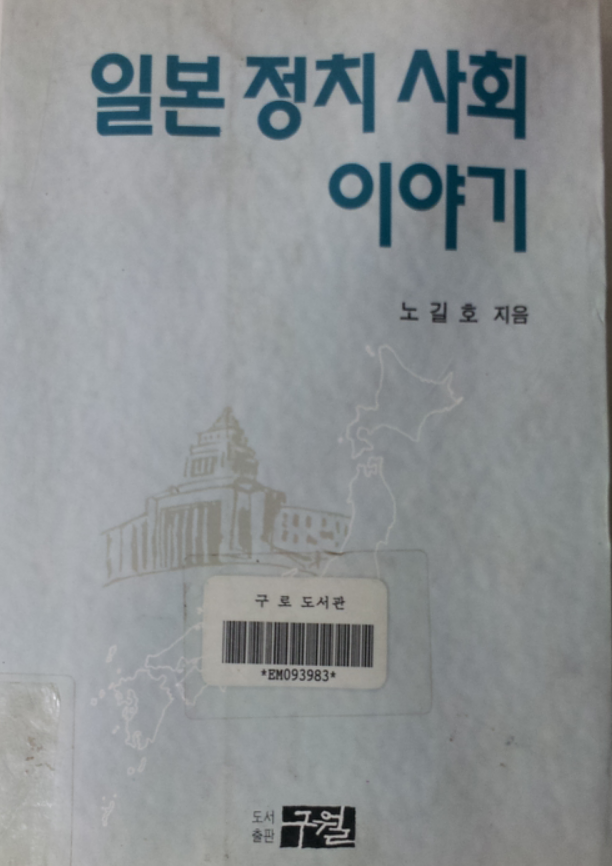 일본 정치 사회
이야기
노 길 호 지음
구 로 도서관
*EM093983*
도서
출판
구월